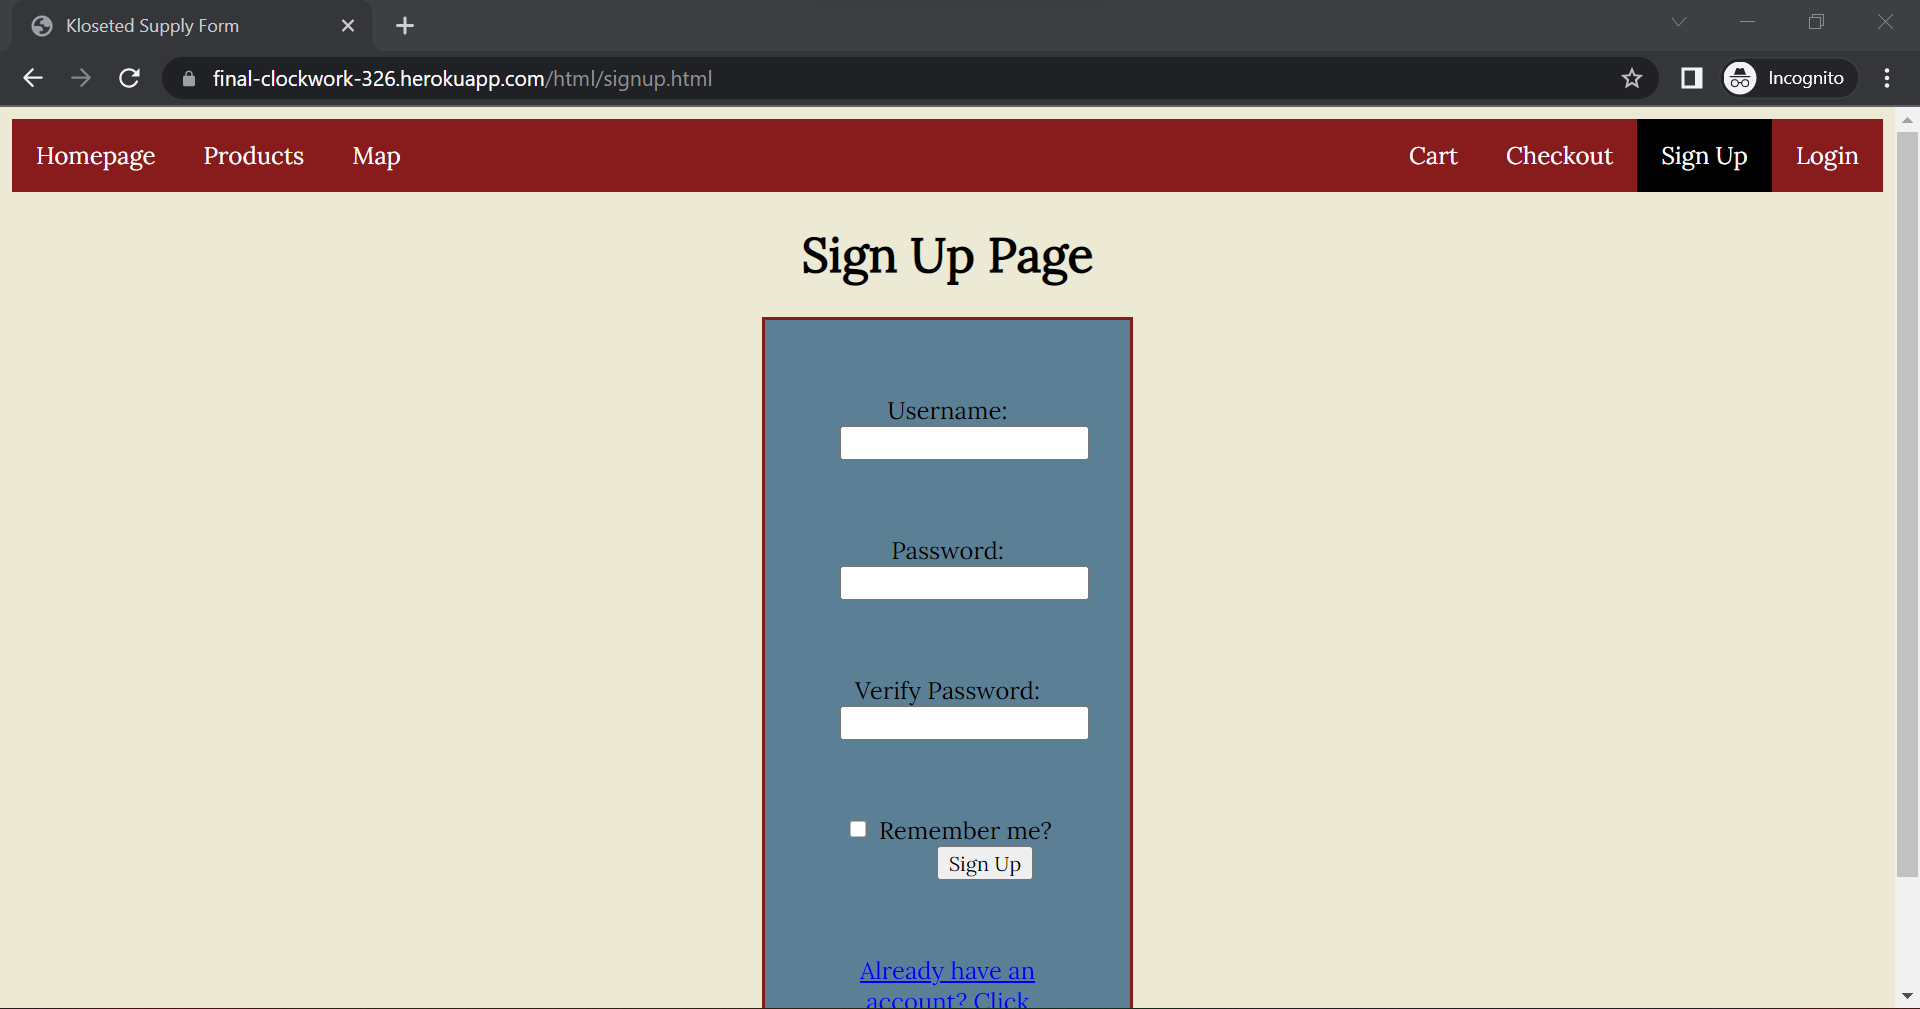 Kloseted Supply Form
final-clockwork-326.herokuapp.com/html/signup.html
Incognito
Homepage Products Map Cart Checkout Sign Up Login
Sign Up Page
Username:
Password:
Verify Password:
Remember me?
Sign Up
Already have an
account? Click